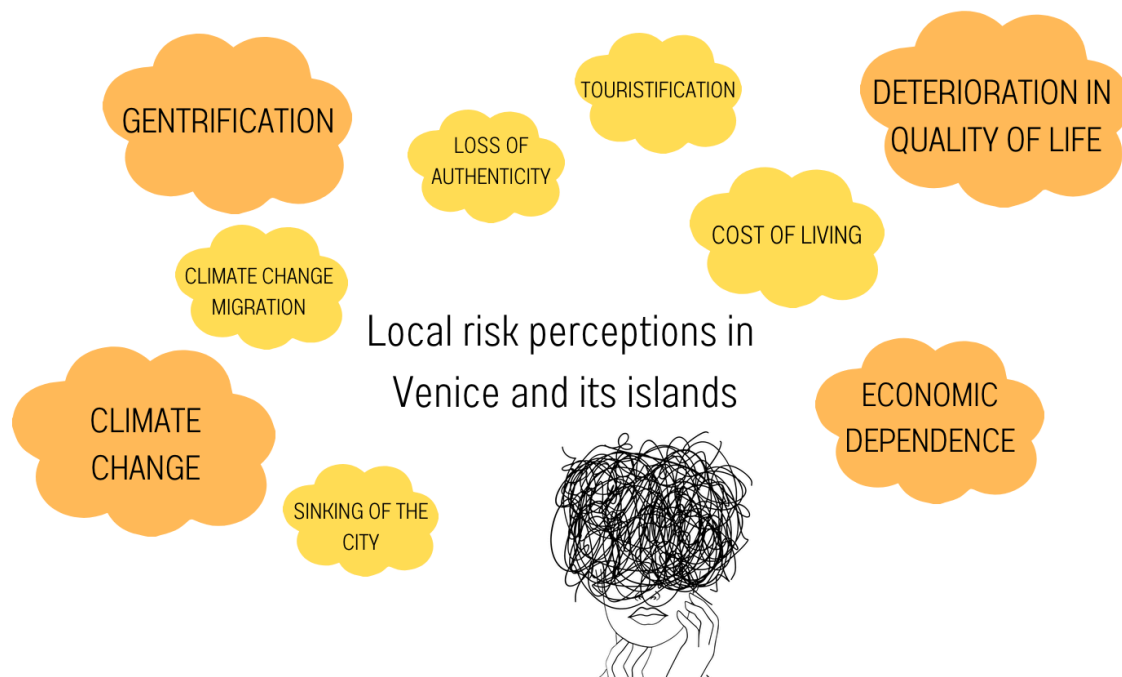 GENTRIFICATION
LOSS OF
AUTHENTICITY
TOURISTIFICATION
DETERIORATION IN
QUALITY OF LIFE
COST OF LIVING
CLIMATE CHANGE
MIGRATION
Local risk perceptions in
Venice and its islands
CLIMATE
CHANGE
ECONOMIC
DEPENDENCE
SINKING OF THE
CITY